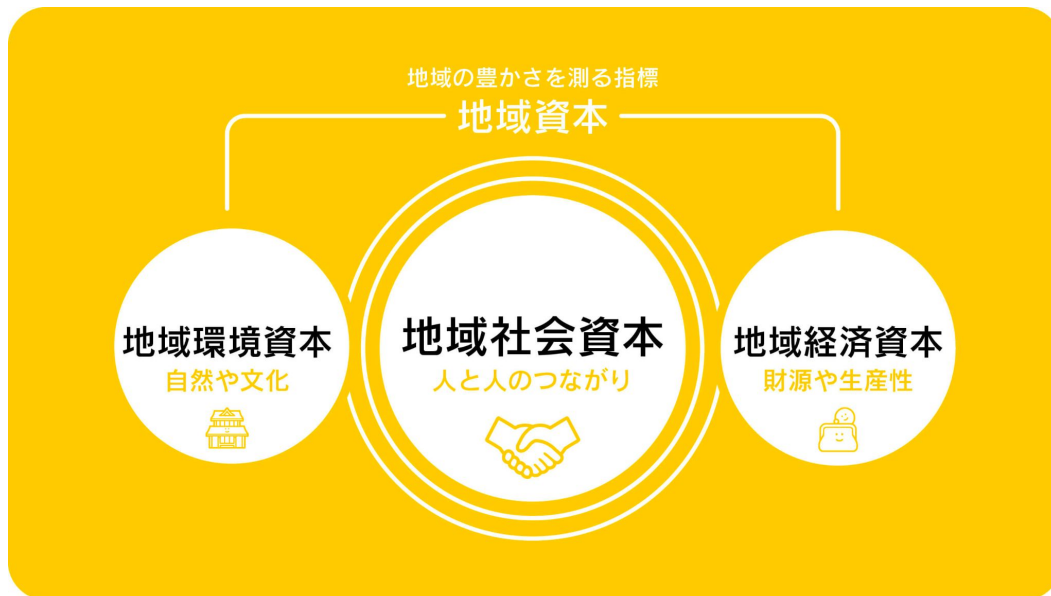 地域の豊かさを測る指標
地域資本
地域環境資本
自然や文化
地域社会資本
人と人のつながり
地域経済資本
財源や生産性